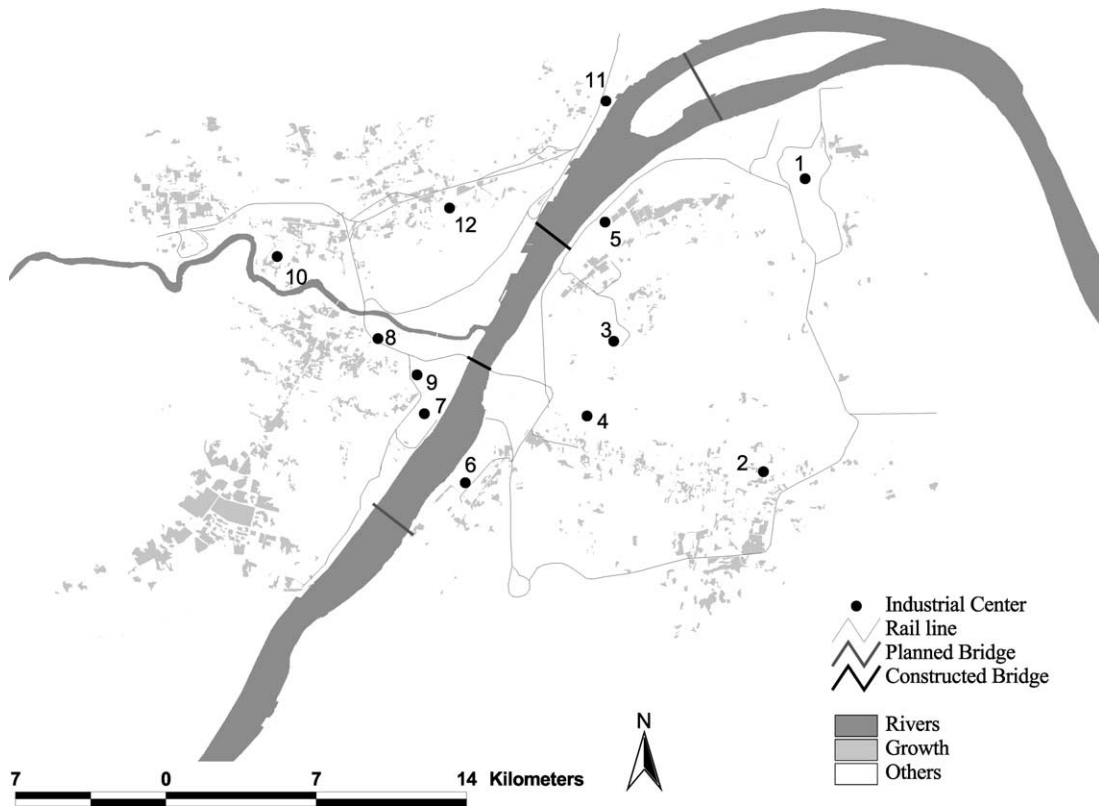 11
1
12
5
10
3
8
9
7
4
6
2
Industrial Center
Rail line
Planned Bridge
Constructed Bridge
N
Rivers
Growth
Others
7 0 7 14 Kilometers